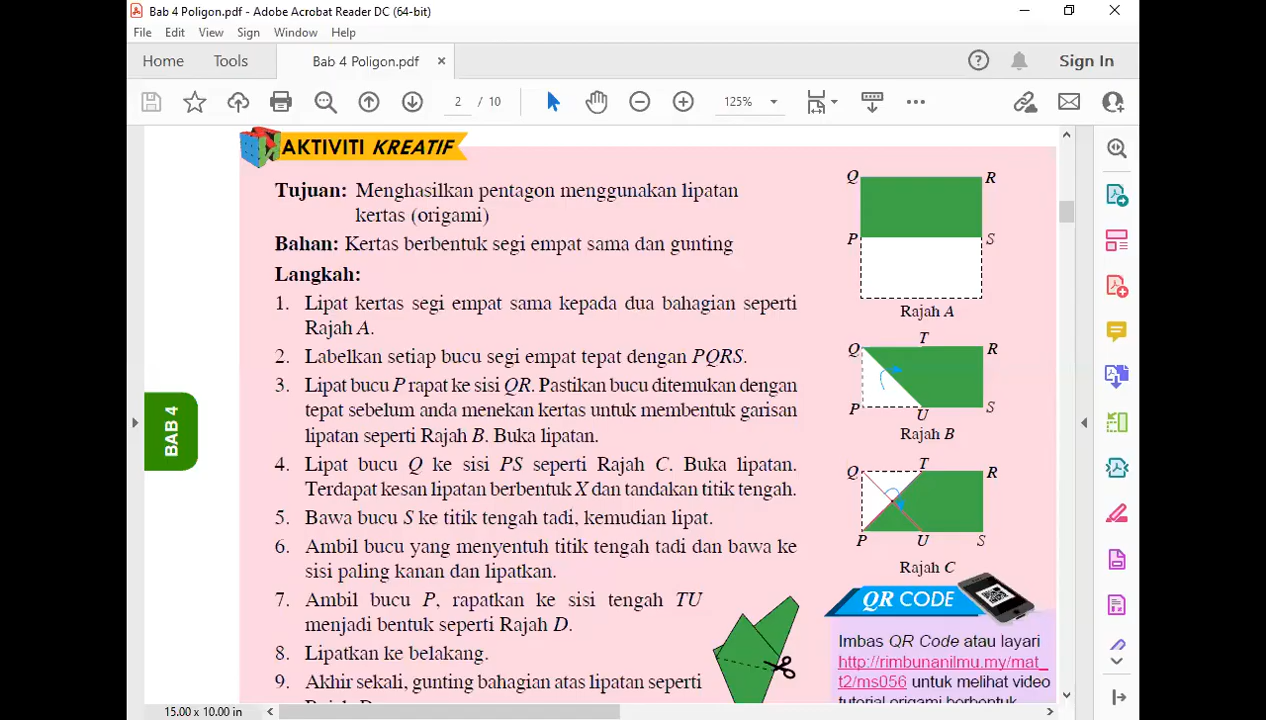 Bab 4 Poligon.pdf - Adobe Acrobat Reader DC (64-bit)
File Edit View Sign Window Help
Home Tools Bab 4 Poligon.pdf × Sign In
2 / 10 125%
AKTIVITI KREATIF
Tujuan: Menghasilkan pentagon menggunakan lipatan
kertas (origami)
Bahan: Kertas berbentuk segi empat sama dan gunting
Langkah:
1. Lipat kertas segi empat sama kepada dua bahagian seperti
Rajah A.
2. Labelkan setiap bucu segi empat tepat dengan PQRS.
3. Lipat bucu P rapat ke sisi QR. Pastikan bucu ditemukan dengan
tepat sebelum anda menekan kertas untuk membentuk garisan
lipatan seperti Rajah B. Buka lipatan.
4. Lipat bucu Q ke sisi PS seperti Rajah C. Buka lipatan.
Terdapat kesan lipatan berbentuk X dan tandakan titik tengah.
5. Bawa bucu S ke titik tengah tadi, kemudian lipat.
6. Ambil bucu yang menyentuh titik tengah tadi dan bawa ke
sisi paling kanan dan lipatkan.
7. Ambil bucu P, rapatkan ke sisi tengah TU
menjadi bentuk seperti Rajah D.
8. Lipatkan ke belakang.
9. Akhir sekali, gunting bahagian atas lipatan seperti
BAB 4
Q R
P S
Rajah A
T
Q R
P U S
Rajah B
Q T R
P U S
Rajah C
QR CODE
Imbas QR Code atau layari
http://rimbunanilmu.my/mat_
t2/ms056 untuk melihat video
tutorial origami berbentuk
15.00 x 10.00 in